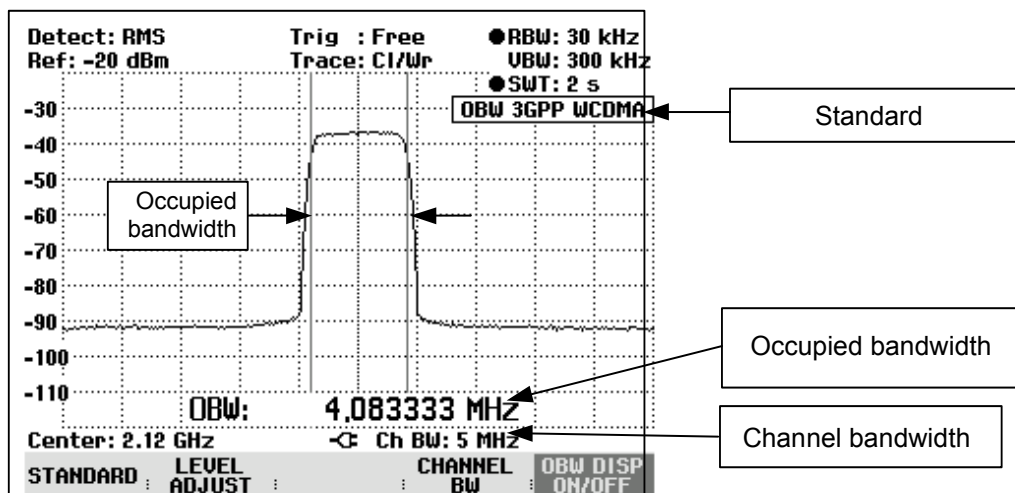 Detect: RMS Trig : Free ●RBW: 30 kHz
Ref: -20 dBm Trace: Cl/Wr VBW: 300 kHz
●SWT: 2 s
OBW 3GPP WCDMA
Standard
-30
-40
-50
Occupied
bandwidth
-60
-70
-80
-90
-100
-110
Occupied bandwidth
OBW: 4.083333 MHz
Center: 2.12 GHz Ch BW: 5 MHz
Channel bandwidth
STANDARD : LEVEL ADJUST : : CHANNEL BW : OBW DISP ON/OFF